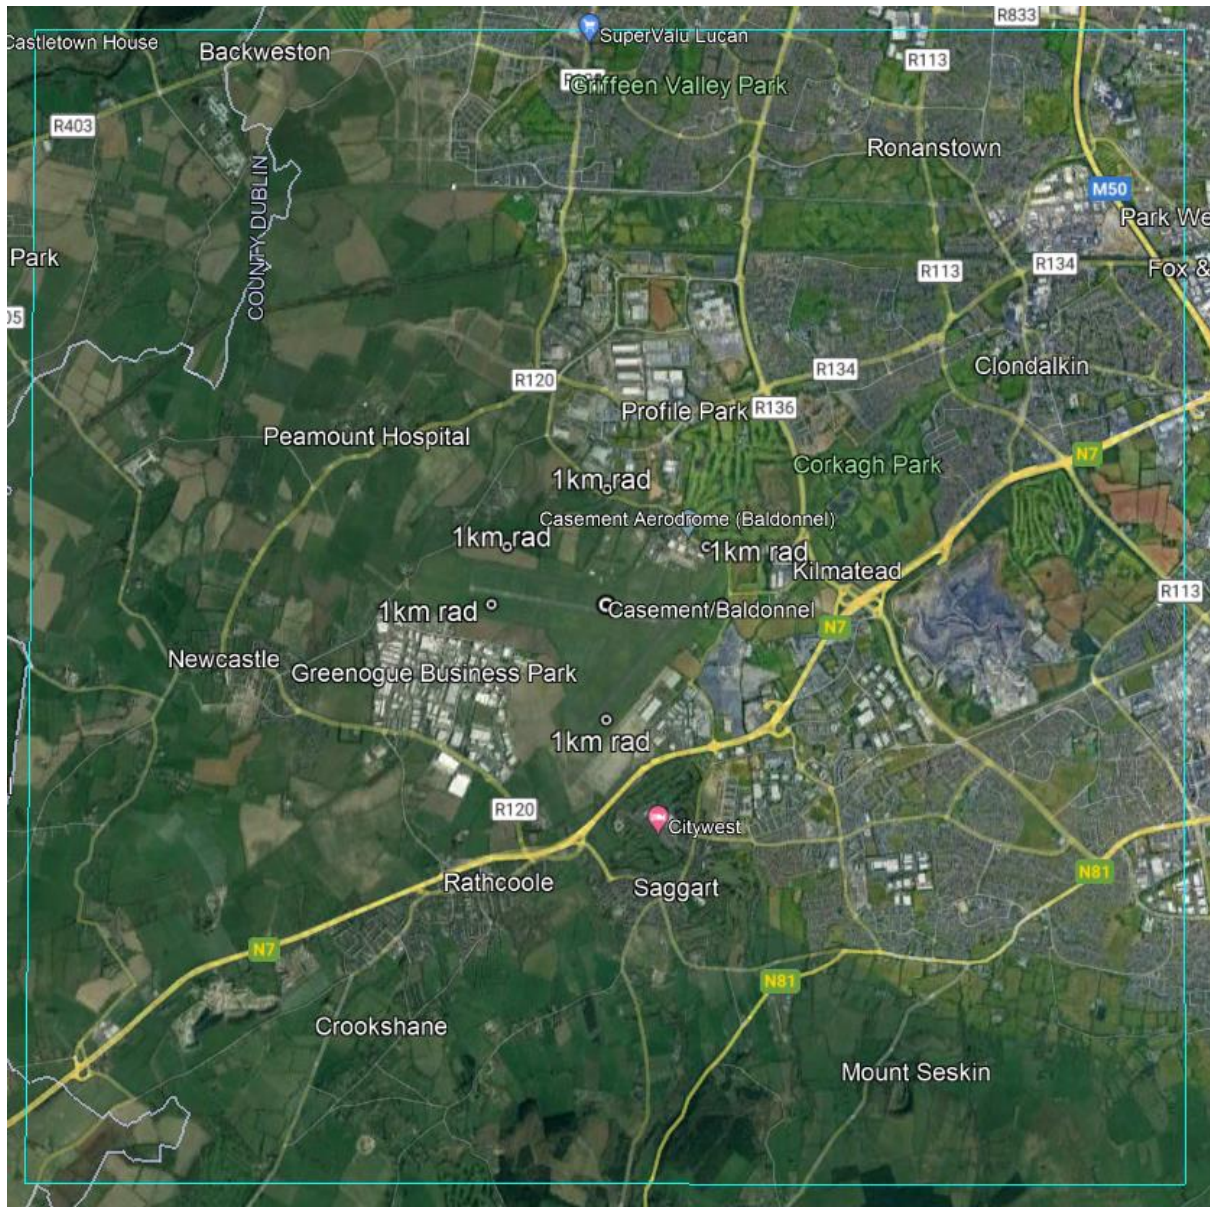 R833
Castletown House
SuperValu Lucan
Backweston
R113
Griffeen Valley Park
R403
Ronanstown
COUNTY DUBLIN
M50
Park We
Park
R113
R134
Fox &
05
Clondalkin
R134
R120
Profile Park
R136
Peamount Hospital
N7
Corkagh Park
1km rad
Casement Aerodrome (Baldonnel)
1km rad
1km rad
Kilmatead
R113
1km rad
Casement/Baldonnel
N7
Newcastle
Greenogue Business Park
1km rad
R120
Citywest
N81
Rathcoole
Saggart
N7
N81
Crookshane
Mount Seskin